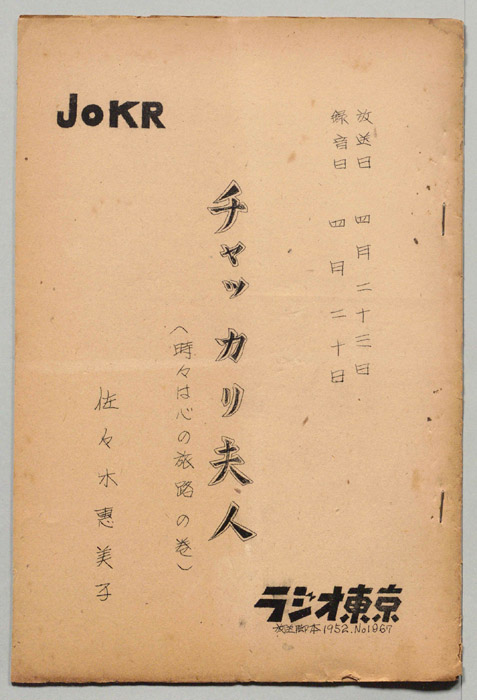 JoKR
放送日 四月二十三日
録音日 四月二十日
チャッカリ夫人
(時々は心の旅路の巻)
佐々木恵美子
ラジオ東京
放送脚本1952.No1867